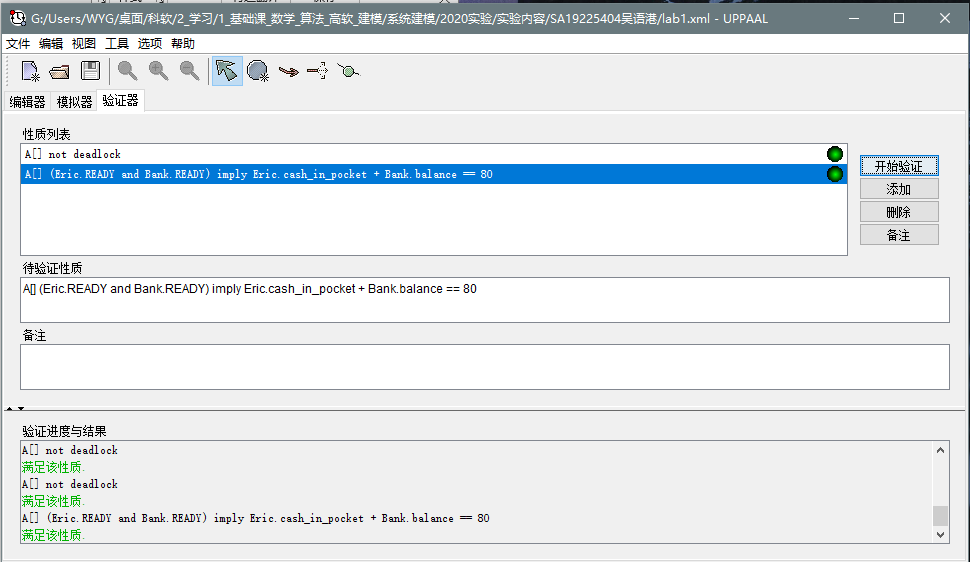 G:/Users/WYG/桌面/科软/2_学习/1_基础课_数学_算法_高软_建模/系统建模/2020实验/实验内容/SA19225404吴语港/lab1.xml - UPPAAL
文件 编辑 视图 工具 选项 帮助
编辑器 模拟器 验证器
性质列表
A[] not deadlock
A[] (Eric.READY and Bank.READY) imply Eric.cash_in_pocket + Bank.balance == 80
开始验证
添加
删除
备注
待验证性质
A[] (Eric.READY and Bank.READY) imply Eric.cash_in_pocket + Bank.balance == 80
备注
验证进度与结果
A[] not deadlock
满足该性质.
A[] not deadlock
满足该性质.
A[] (Eric.READY and Bank.READY) imply Eric.cash_in_pocket + Bank.balance == 80
满足该性质.